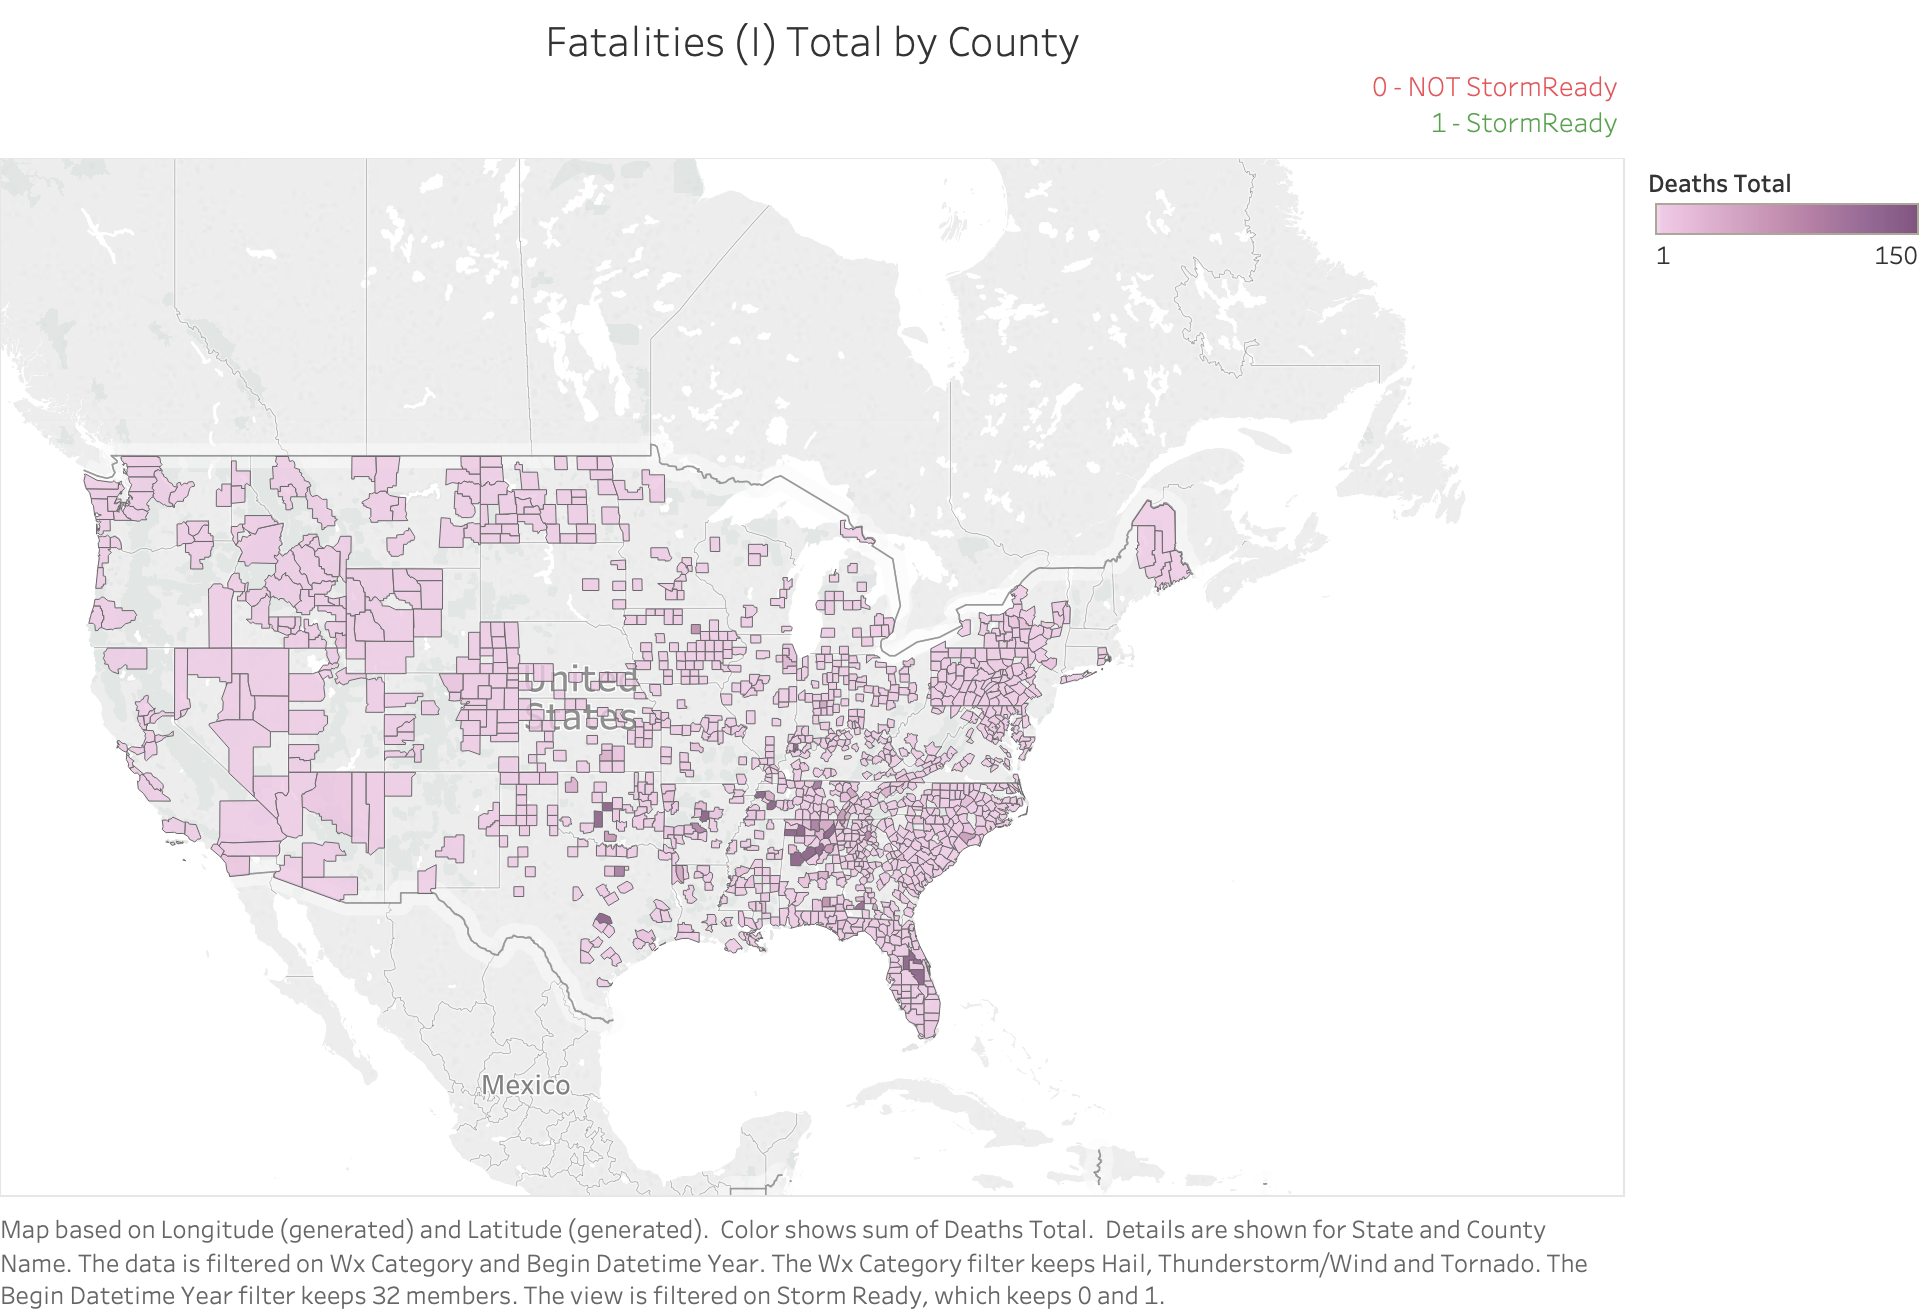 Fatalities (I) Total by County
0 - NOT StormReady
1 - StormReady
Deaths Total
1 150
United
States
Mexico
Map based on Longitude (generated) and Latitude (generated).  Color shows sum of Deaths Total.  Details are shown for State and County
Name. The data is filtered on Wx Category and Begin Datetime Year. The Wx Category filter keeps Hail, Thunderstorm/Wind and Tornado. The
Begin Datetime Year filter keeps 32 members. The view is filtered on Storm Ready, which keeps 0 and 1.